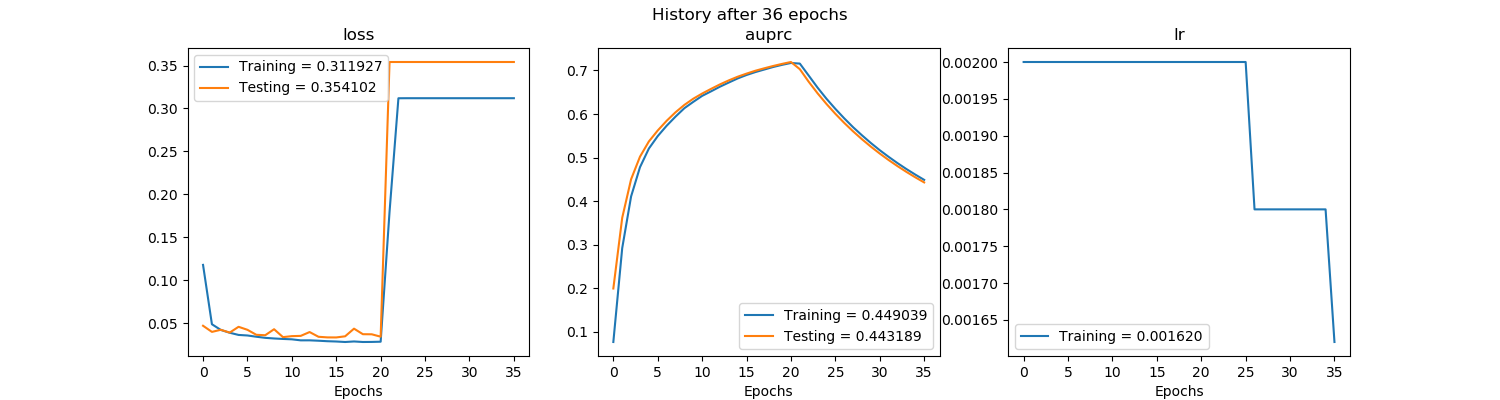 History after 36 epochs
loss
Training = 0.311927
Testing = 0.354102
0.35
0.30
0.25
0.20
0.15
0.10
0.05
0 5 10 15 20 25 30 35
Epochs
auprc
0.7
0.6
0.5
0.4
0.3
0.2
0.1
Training = 0.449039
Testing = 0.443189
0 5 10 15 20 25 30 35
Epochs
lr
0.00200
0.00195
0.00190
0.00185
0.00180
0.00175
0.00170
0.00165
Training = 0.001620
0 5 10 15 20 25 30 35
Epochs